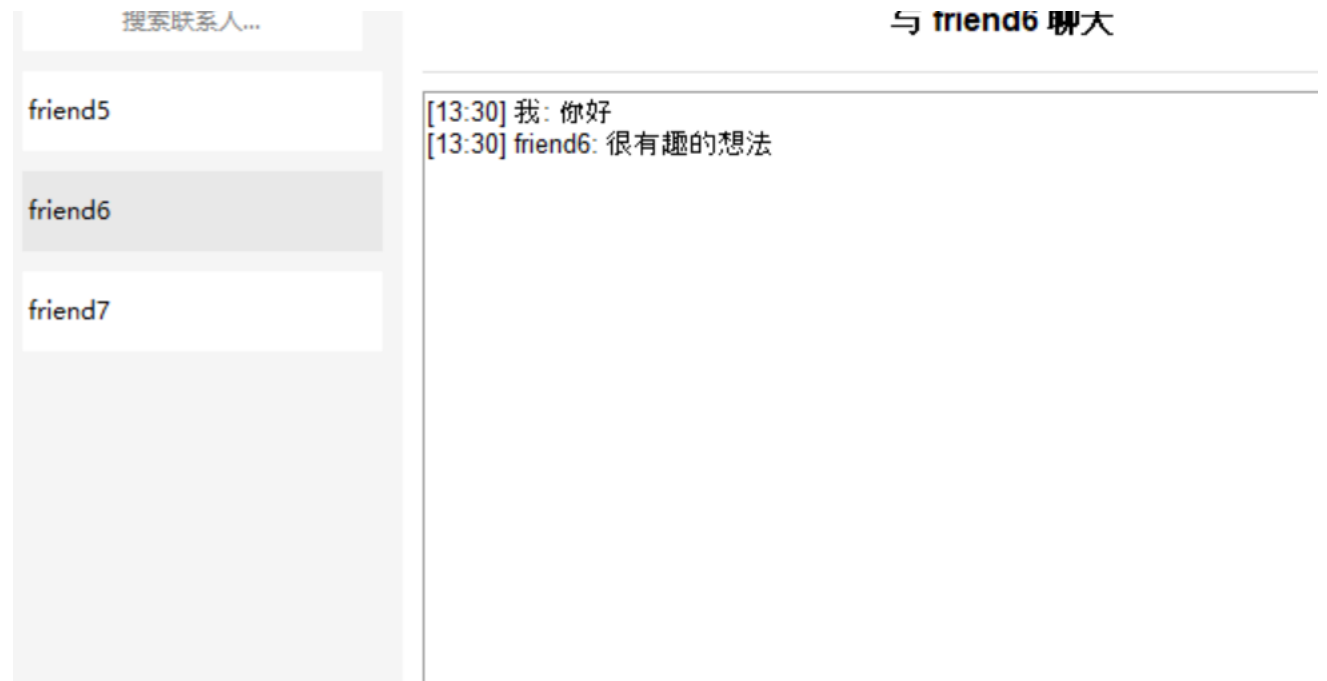 搜索联系人...
与 friend6 聊天
friend5
friend6
friend7
[13:30] 我: 你好
[13:30] friend6: 很有趣的想法